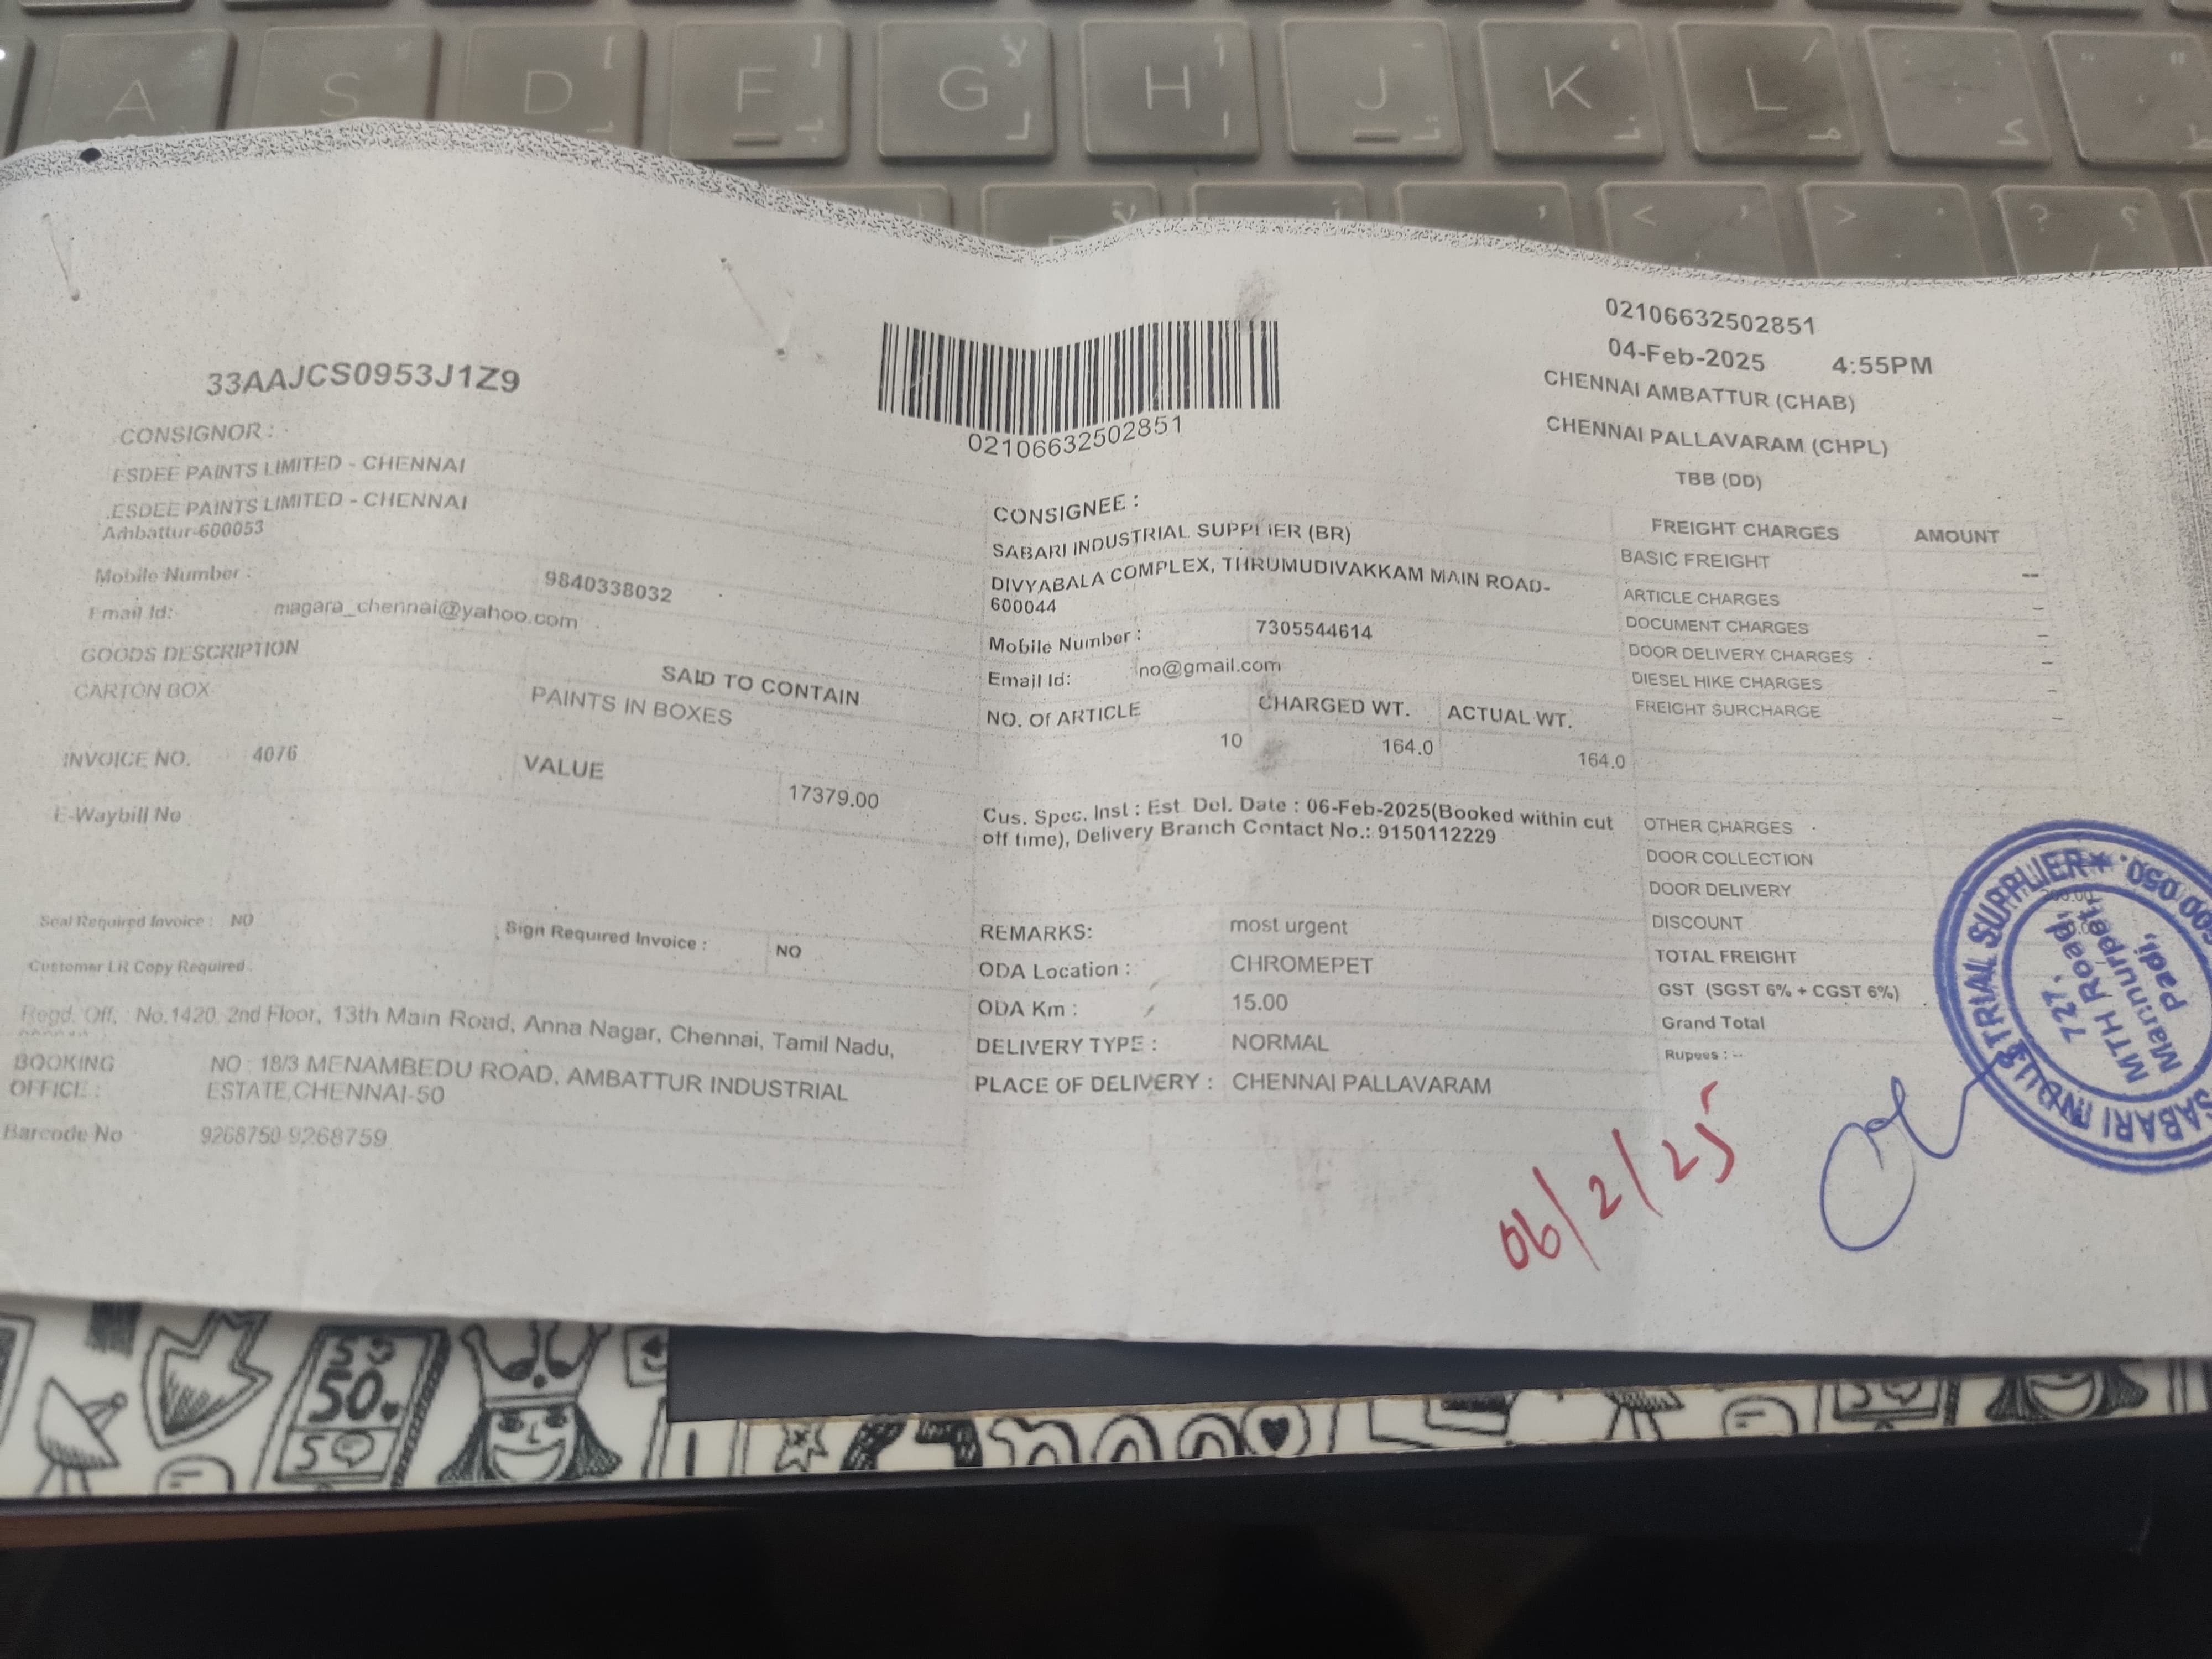 A S D F G H J K L
33AAJCS0953J1Z9
02106632502851
02106632502851
04-Feb-2025 4:55PM
CHENNAI AMBATTUR (CHAB)
CHENNAI PALLAVARAM (CHPL)
TBB (DD)
CONSIGNOR :
ESDEE PAINTS LIMITED - CHENNAI
ESDEE PAINTS LIMITED - CHENNAI
Ambattur-600053
Mobile Number : 9840338032
Email Id: magara_chennai@yahoo.com
GOODS DESCRIPTION SAID TO CONTAIN
CARTON BOX PAINTS IN BOXES
INVOICE NO. 4076 VALUE 17379.00
E-Waybill No
Seal Required Invoice : NO Sign Required Invoice : NO
Customer LR Copy Required :
Regd. Off, No.1420, 2nd Floor, 13th Main Road, Anna Nagar, Chennai, Tamil Nadu,
BOOKING NO : 18/3 MENAMBEDU ROAD, AMBATTUR INDUSTRIAL
OFFICE : ESTATE,CHENNAI-50
Barcode No 9268750-9268759
CONSIGNEE :
SABARI INDUSTRIAL SUPPLIER (BR)
DIVYABALA COMPLEX, THRUMUDIVAKKAM MAIN ROAD-
600044
Mobile Number : 7305544614
Email Id: no@gmail.com
NO. Of ARTICLE CHARGED WT. ACTUAL WT.
10 164.0 164.0
Cus. Spec. Inst : Est. Del. Date : 06-Feb-2025(Booked within cut
off time), Delivery Branch Contact No.: 9150112229
REMARKS: most urgent
ODA Location : CHROMEPET
ODA Km : 15.00
DELIVERY TYPE : NORMAL
PLACE OF DELIVERY : CHENNAI PALLAVARAM
FREIGHT CHARGES AMOUNT
BASIC FREIGHT --
ARTICLE CHARGES --
DOCUMENT CHARGES --
DOOR DELIVERY CHARGES --
DIESEL HIKE CHARGES --
FREIGHT SURCHARGE --
OTHER CHARGES
DOOR COLLECTION
DOOR DELIVERY
DISCOUNT
TOTAL FREIGHT
GST (SGST 6% + CGST 6%)
Grand Total
Rupees : --
SABARI INDUSTRIAL SUPPLIER ★
727,
MTH Road,
Mannurpet,
Padi,
06/2/25
50